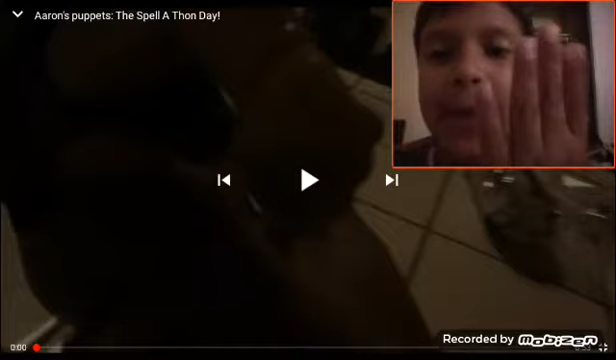 Aaron's puppets: The Spell A Thon Day!
0:00
Recorded by mobizen